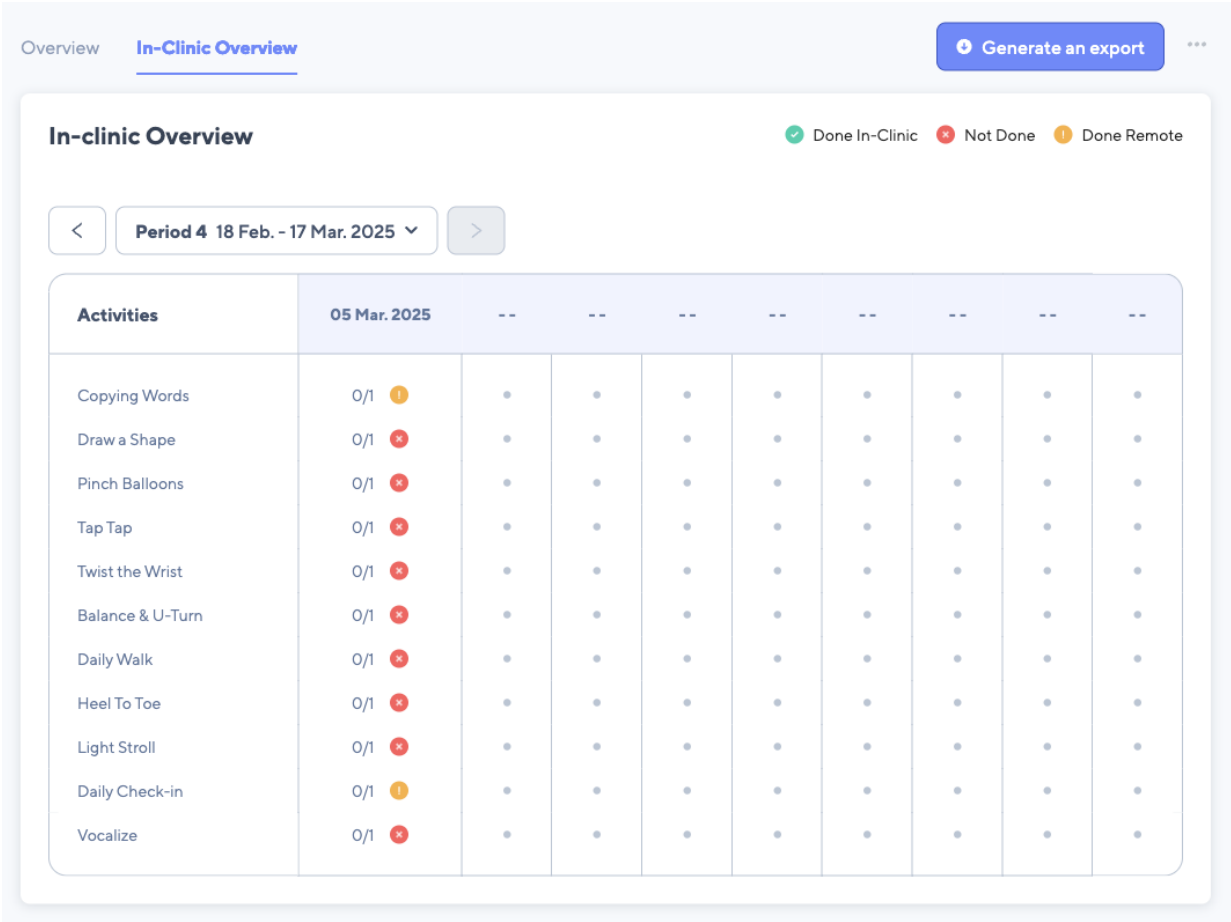 Overview In-Clinic Overview Generate an export
In-clinic Overview Done In-Clinic Not Done Done Remote
Period 4 18 Feb. - 17 Mar. 2025
Activities 05 Mar. 2025 -- -- -- -- -- -- -- --
Copying Words 0/1
Draw a Shape 0/1
Pinch Balloons 0/1
Tap Tap 0/1
Twist the Wrist 0/1
Balance & U-Turn 0/1
Daily Walk 0/1
Heel To Toe 0/1
Light Stroll 0/1
Daily Check-in 0/1
Vocalize 0/1